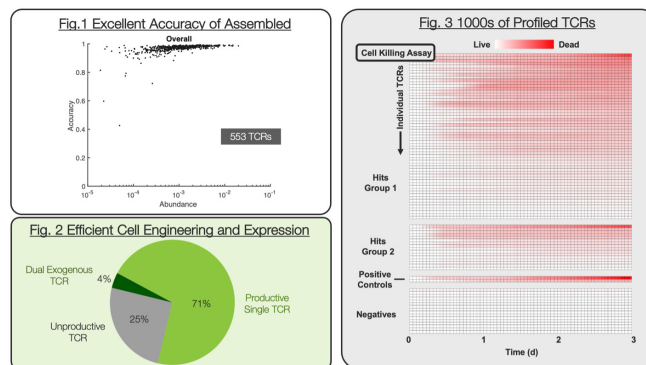 Fig.1 Excellent Accuracy of Assembled
Overall
1
0.8
0.6
0.4
0.2
0
Accuracy
553 TCRs
10-5
10-4
10-3
10-2
10-1
Abundance
Fig. 2 Efficient Cell Engineering and Expression
Dual Exogenous
TCR
4%
71%
Productive
Single TCR
Unproductive
TCR
25%
Fig. 3 1000s of Profiled TCRs
Live
Dead
Cell Killing Assay
Individual TCRs
Hits
Group 1
Hits
Group 2
Positive
Controls
Negatives
0
1
2
3
Time (d)